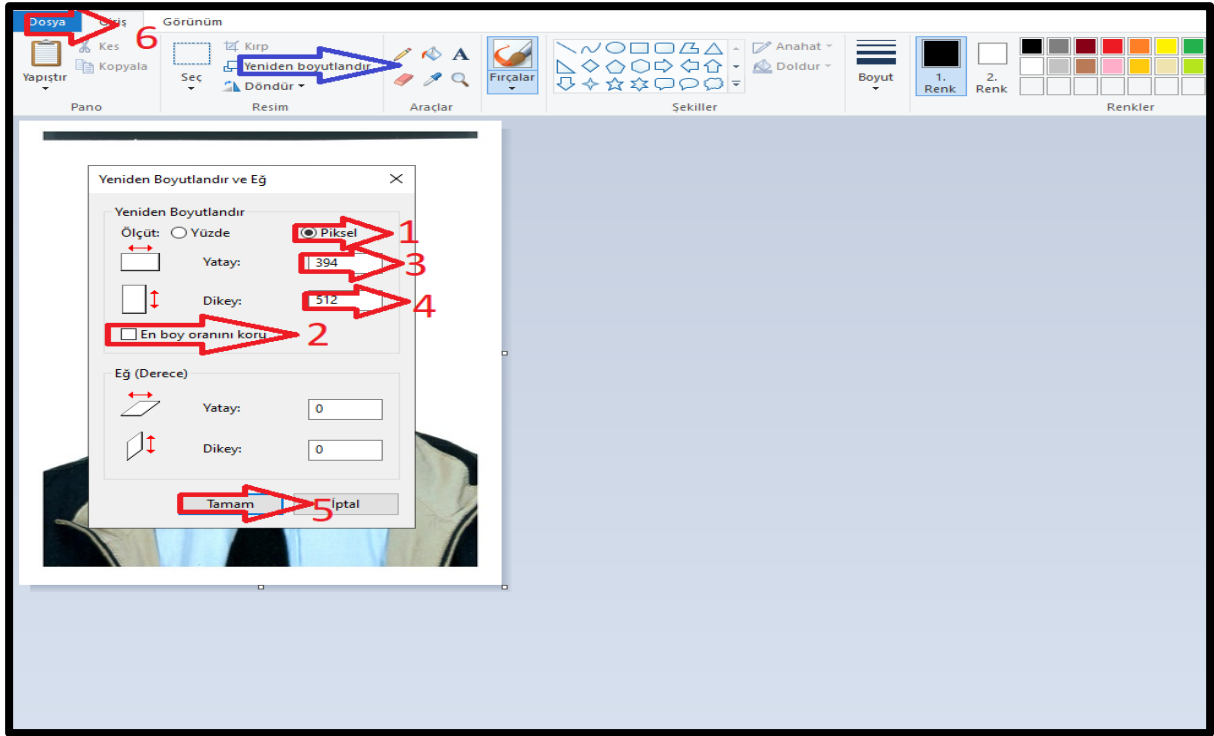 Dosya Giriş Görünüm
6
Yapıştır
Kes
Kopyala
Pano
Seç
Kırp
Yeniden boyutlandır
Döndür
Resim
A
Araçlar
Fırçalar
Anahat
Doldur
Şekiller
Boyut
1.
Renk
2.
Renk
Renkler
Yeniden Boyutlandır ve Eğ
Yeniden Boyutlandır
Ölçüt: Yüzde Piksel 1
Yatay: 394 3
Dikey: 512 4
En boy oranını koru 2
Eğ (Derece)
Yatay: 0
Dikey: 0
Tamam 5 İptal